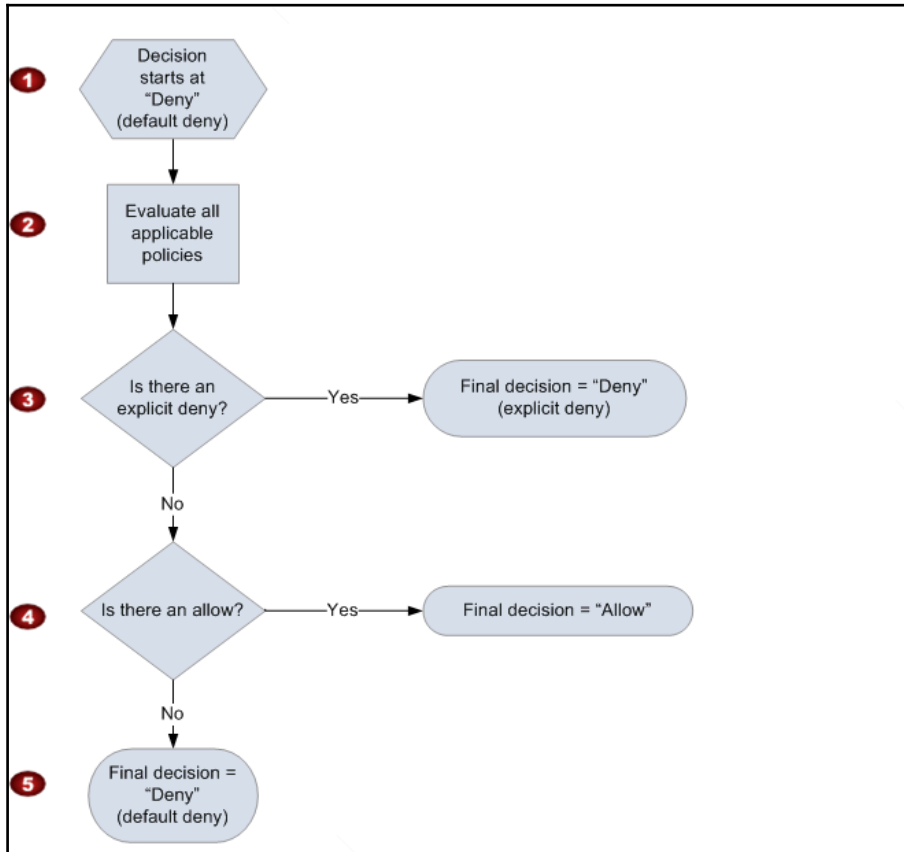 1
Decision
starts at
“Deny”
(default deny)
2
Evaluate all
applicable
policies
3
Is there an
explicit deny?
Yes
Final decision = “Deny”
(explicit deny)
No
4
Is there an allow?
Yes
Final decision = “Allow”
No
5
Final decision =
“Deny”
(default deny)